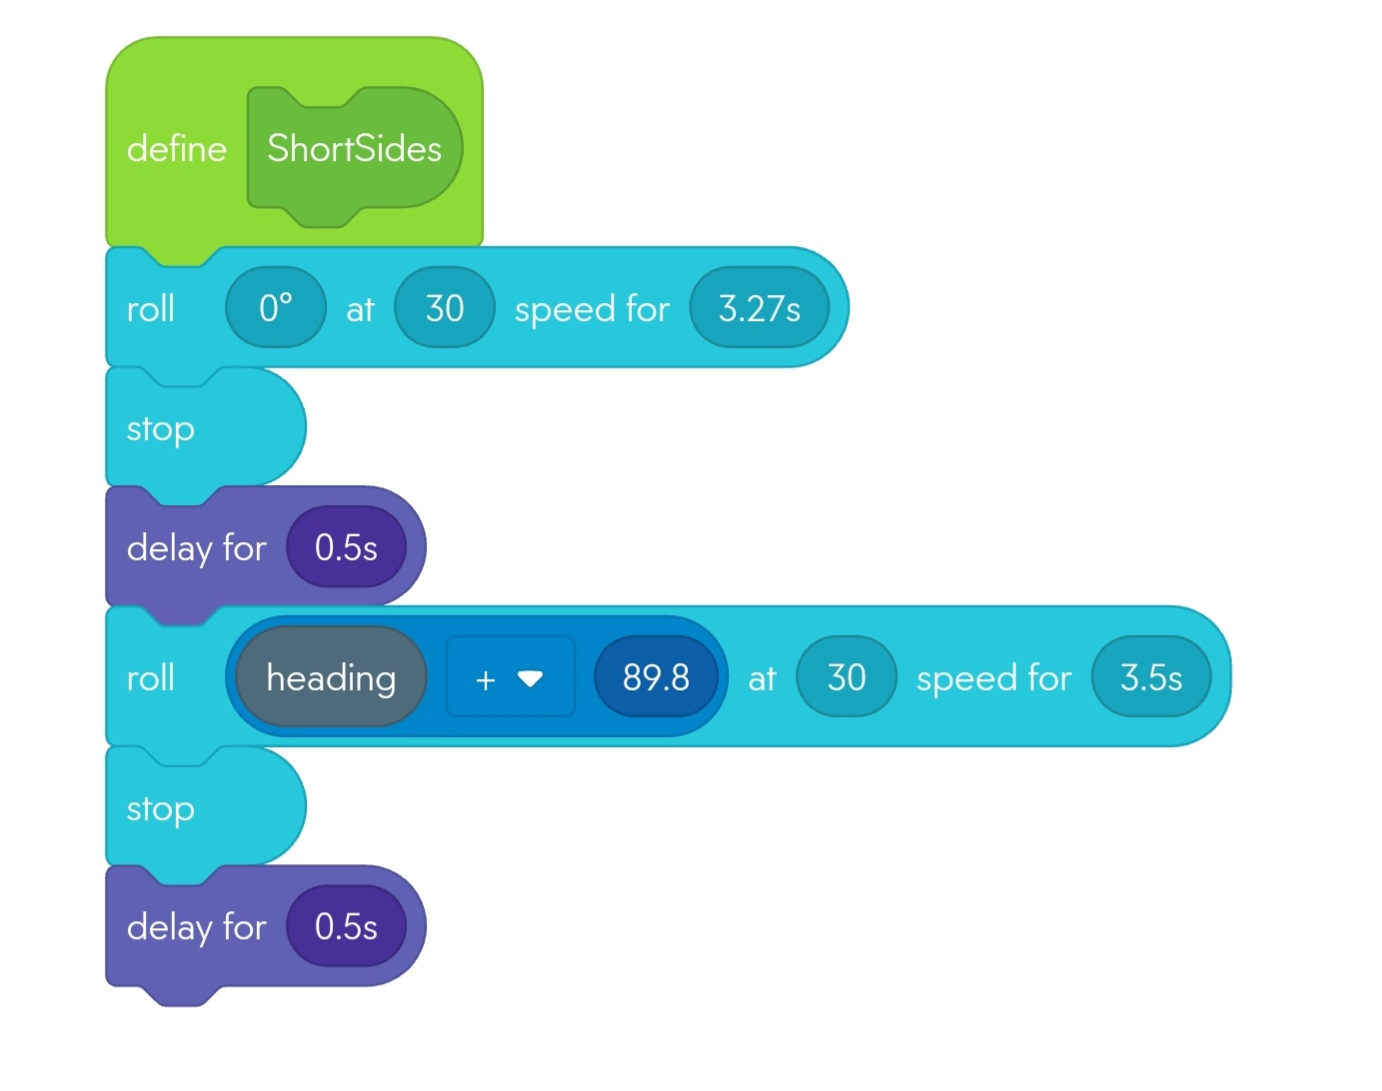 define ShortSides
roll 0° at 30 speed for 3.27s
stop
delay for 0.5s
roll heading + 89.8 at 30 speed for 3.5s
stop
delay for 0.5s